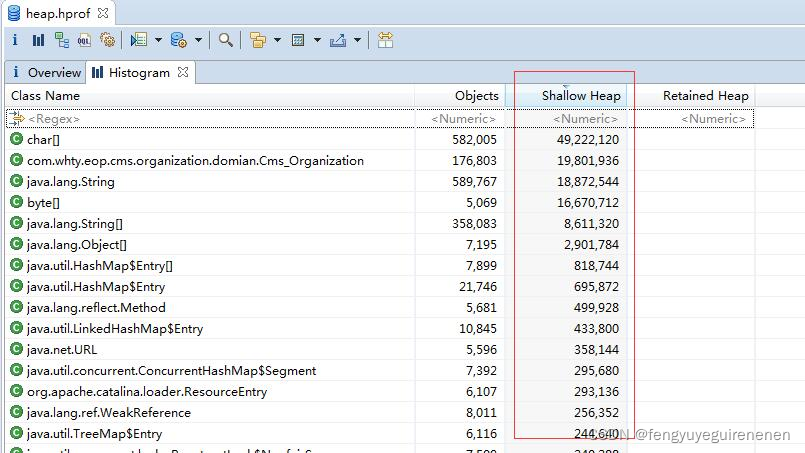 heap.hprof
Overview Histogram
Class Name Objects Shallow Heap Retained Heap
<Regex> <Numeric> <Numeric> <Numeric>
char[] 582,005 49,222,120
com.whty.eop.cms.organization.domian.Cms_Organization 176,803 19,801,936
java.lang.String 589,767 18,872,544
byte[] 5,069 16,670,712
java.lang.String[] 358,083 8,611,320
java.lang.Object[] 7,195 2,901,784
java.util.HashMap$Entry[] 7,899 818,744
java.util.HashMap$Entry 21,746 695,872
java.lang.reflect.Method 5,681 499,928
java.util.LinkedHashMap$Entry 10,845 433,800
java.net.URL 5,596 358,144
java.util.concurrent.ConcurrentHashMap$Segment 7,392 295,680
org.apache.catalina.loader.ResourceEntry 6,107 293,136
java.lang.ref.WeakReference 8,011 256,352
java.util.TreeMap$Entry 6,116 244,640
@fengyuyeguirenenen